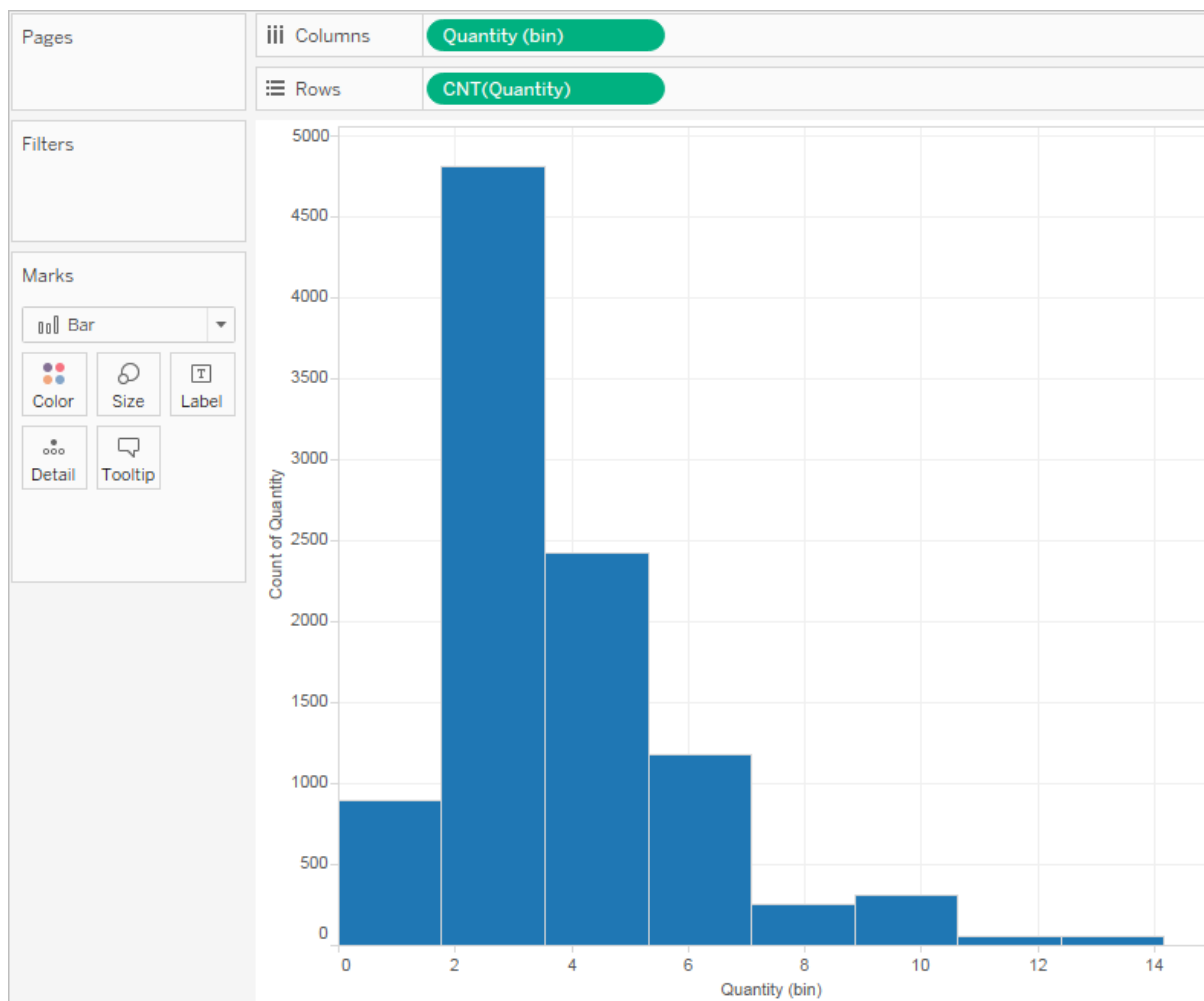 Pages
Columns
Quantity (bin)
Rows
CNT(Quantity)
Filters
Marks
Bar
Color
Size
T
Label
Detail
Tooltip
5000
4500
4000
3500
3000
2500
2000
1500
1000
500
0
Count of Quantity
0 2 4 6 8 10 12 14
Quantity (bin)